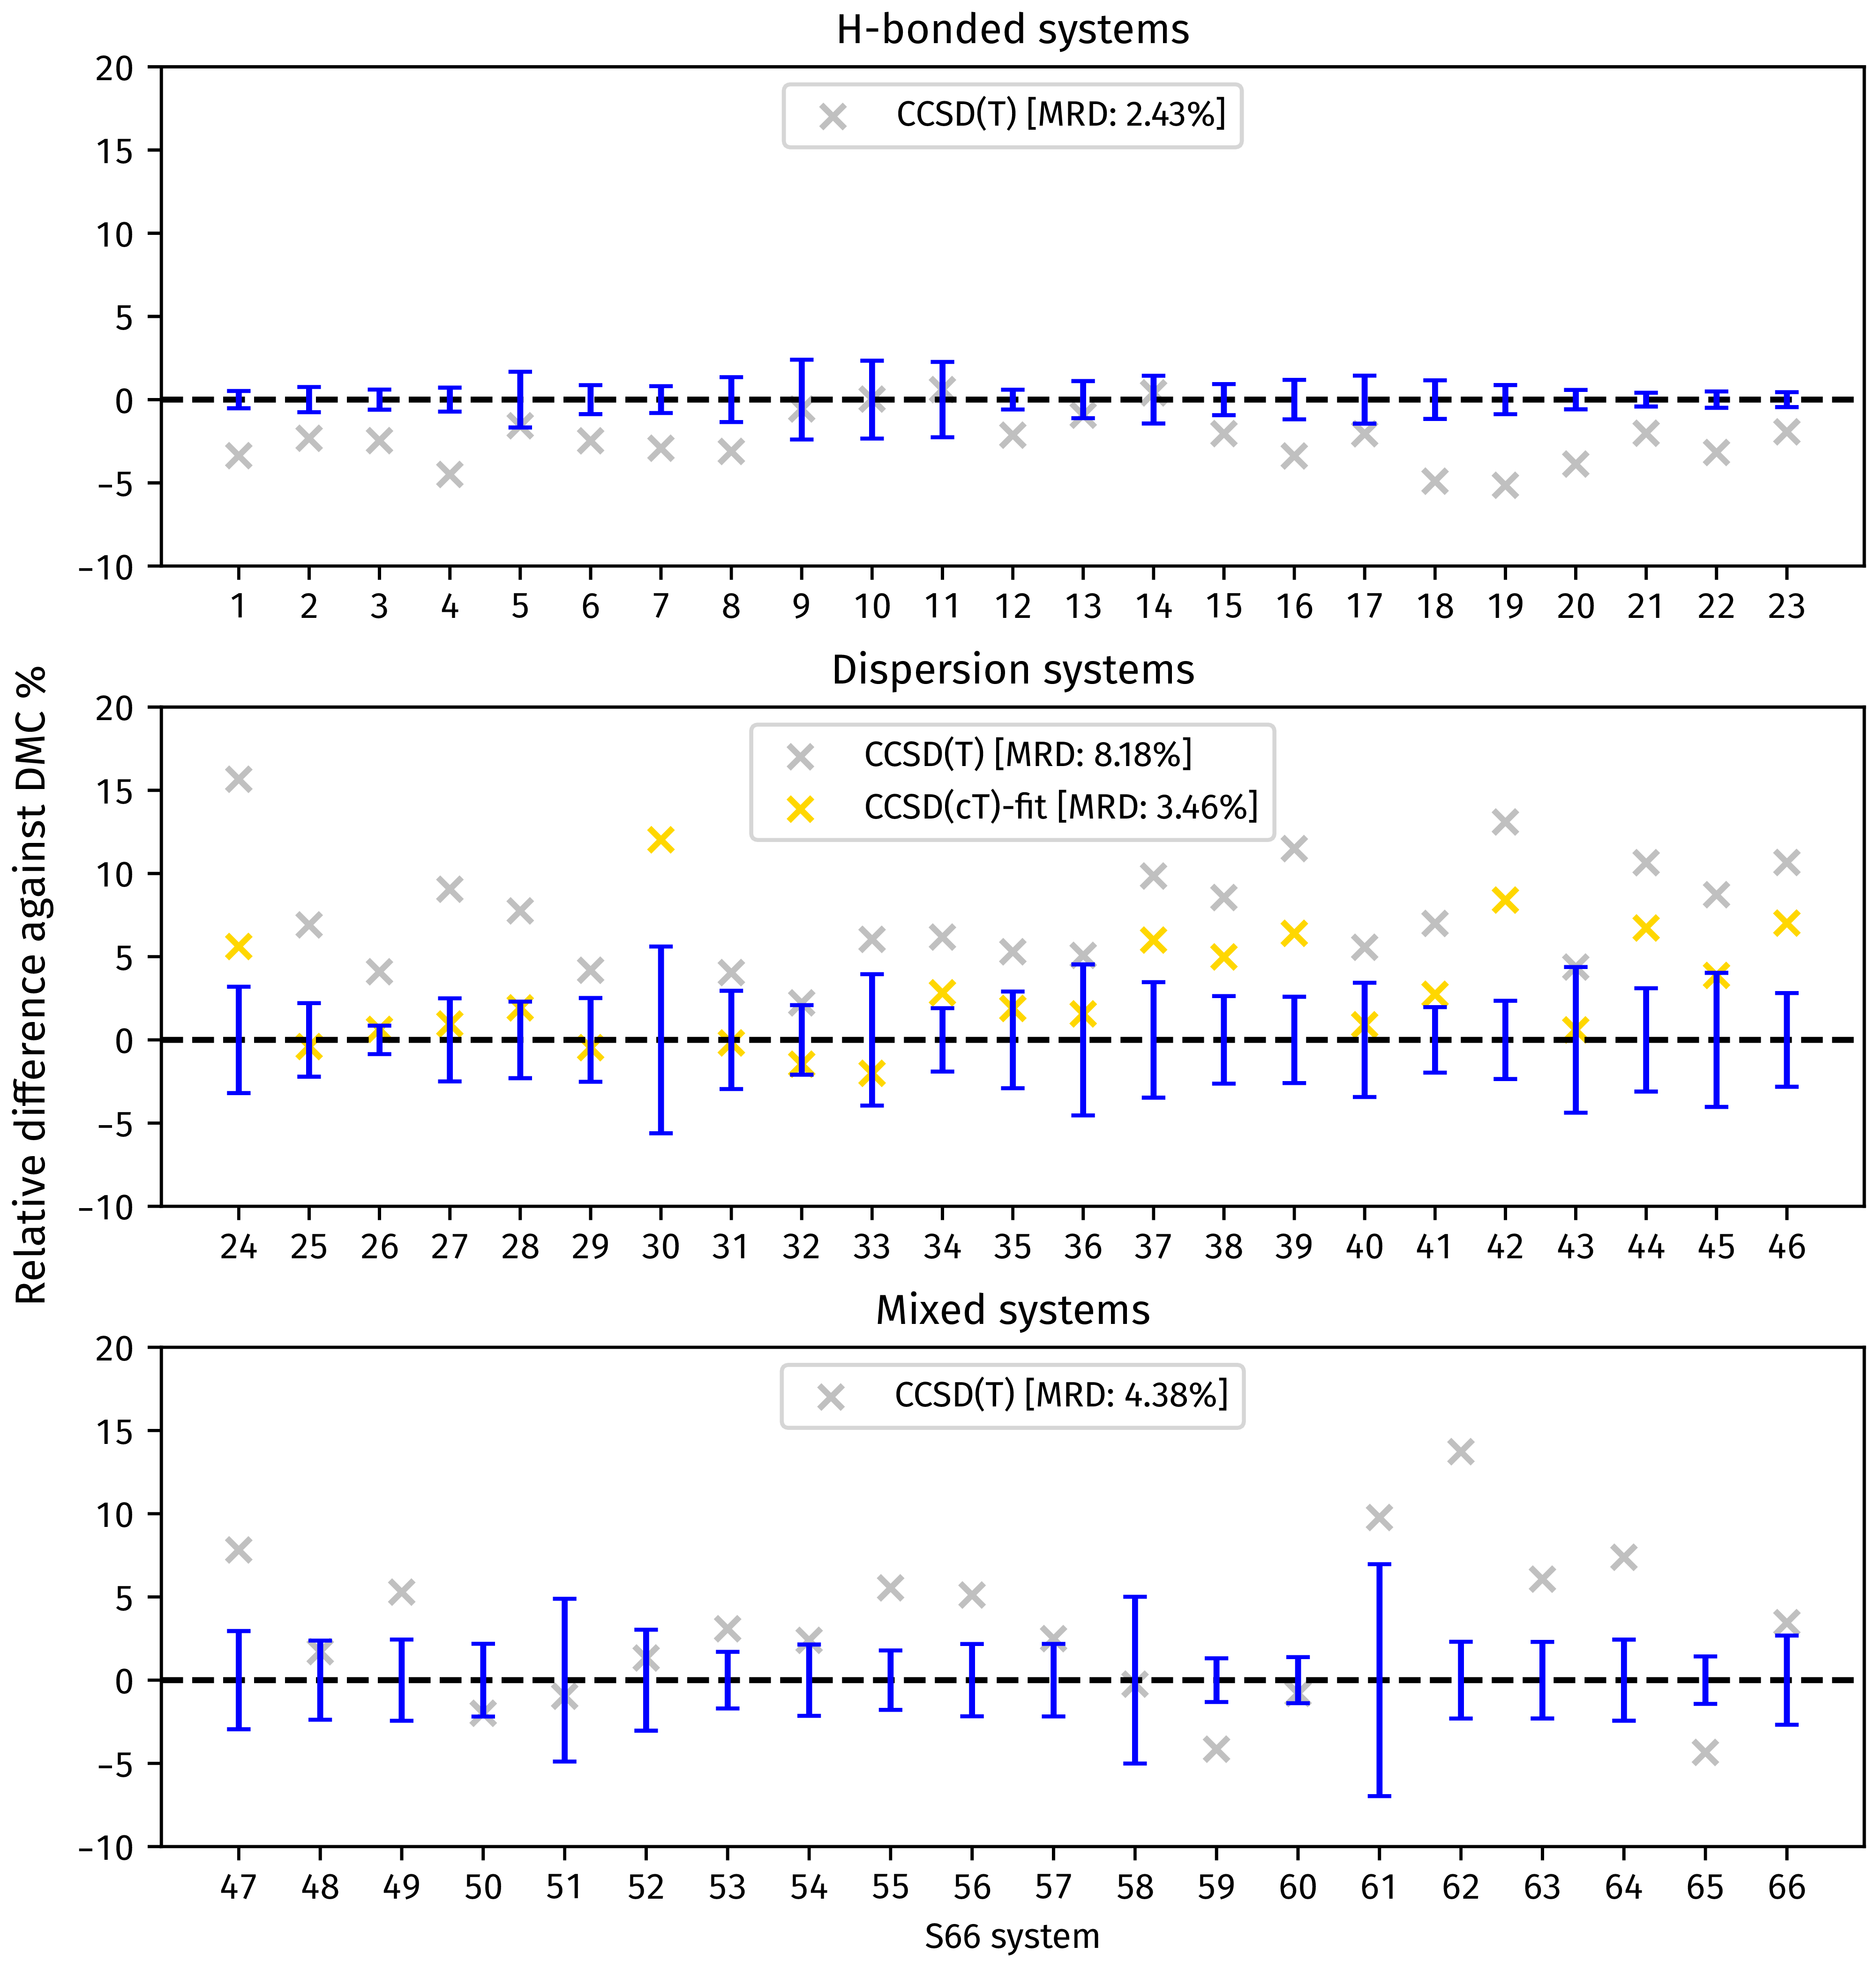 H-bonded systems
20
15
10
5
0
−5
−10
CCSD(T) [MRD: 2.43%]
1 2 3 4 5 6 7 8 9 10 11 12 13 14 15 16 17 18 19 20 21 22 23
Relative difference against DMC %
Dispersion systems
20
15
10
5
0
−5
−10
CCSD(T) [MRD: 8.18%]
CCSD(cT)-fit [MRD: 3.46%]
24 25 26 27 28 29 30 31 32 33 34 35 36 37 38 39 40 41 42 43 44 45 46
Mixed systems
20
15
10
5
0
−5
−10
CCSD(T) [MRD: 4.38%]
47 48 49 50 51 52 53 54 55 56 57 58 59 60 61 62 63 64 65 66
S66 system